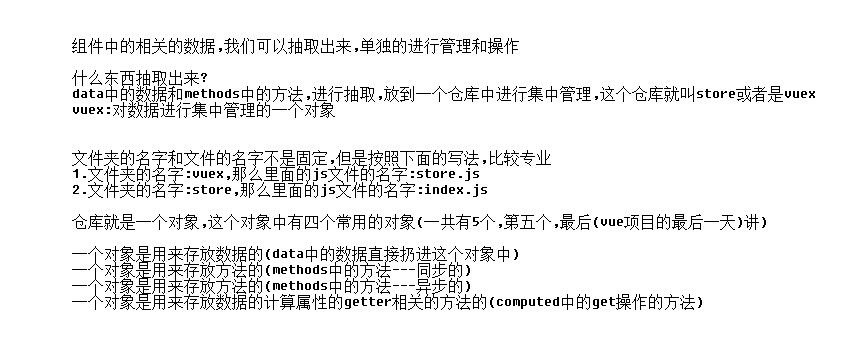 组件中的相关的数据,我们可以抽取出来,单独的进行管理和操作
什么东西抽取出来?
data中的数据和methods中的方法,进行抽取,放到一个仓库中进行集中管理,这个仓库就叫store或者是vuex
vuex:对数据进行集中管理的一个对象
文件夹的名字和文件的名字不是固定,但是按照下面的写法,比较专业
1.文件夹的名字:vuex,那么里面的js文件的名字:store.js
2.文件夹的名字:store,那么里面的js文件的名字:index.js
仓库就是一个对象,这个对象中有四个常用的对象(一共有5个,第五个,最后(vue项目的最后一天)讲)
一个对象是用来存放数据的(data中的数据直接扔进这个对象中)
一个对象是用来存放方法的(methods中的方法---同步的)
一个对象是用来存放方法的(methods中的方法---异步的)
一个对象是用来存放数据的计算属性的getter相关的方法的(computed中的get操作的方法)